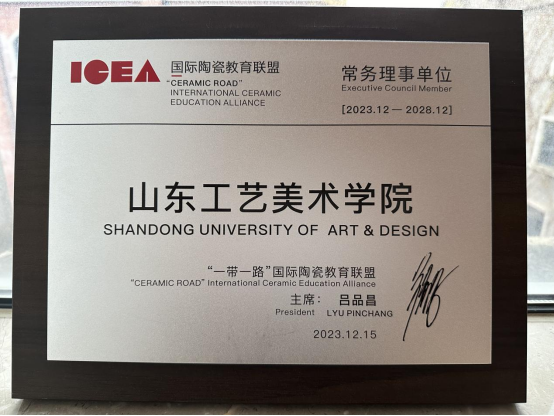 ICEA
国际陶瓷教育联盟
"CERAMIC ROAD"
INTERNATIONAL CERAMIC
EDUCATION ALLIANCE
常务理事单位
Executive Council Member
[2023.12 — 2028.12]
山东工艺美术学院
SHANDONG UNIVERSITY OF ART & DESIGN
“一带一路”国际陶瓷教育联盟
"CERAMIC ROAD" International Ceramic Education Alliance
主席： 吕品昌
President LYU PINCHANG
2023.12.15